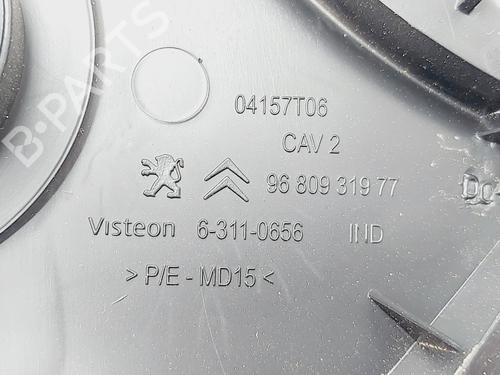 B-PARTS
04157T06
CAV 2
96 809 319 77
Visteon 6-311-0656 IND
>P/E - MD15<